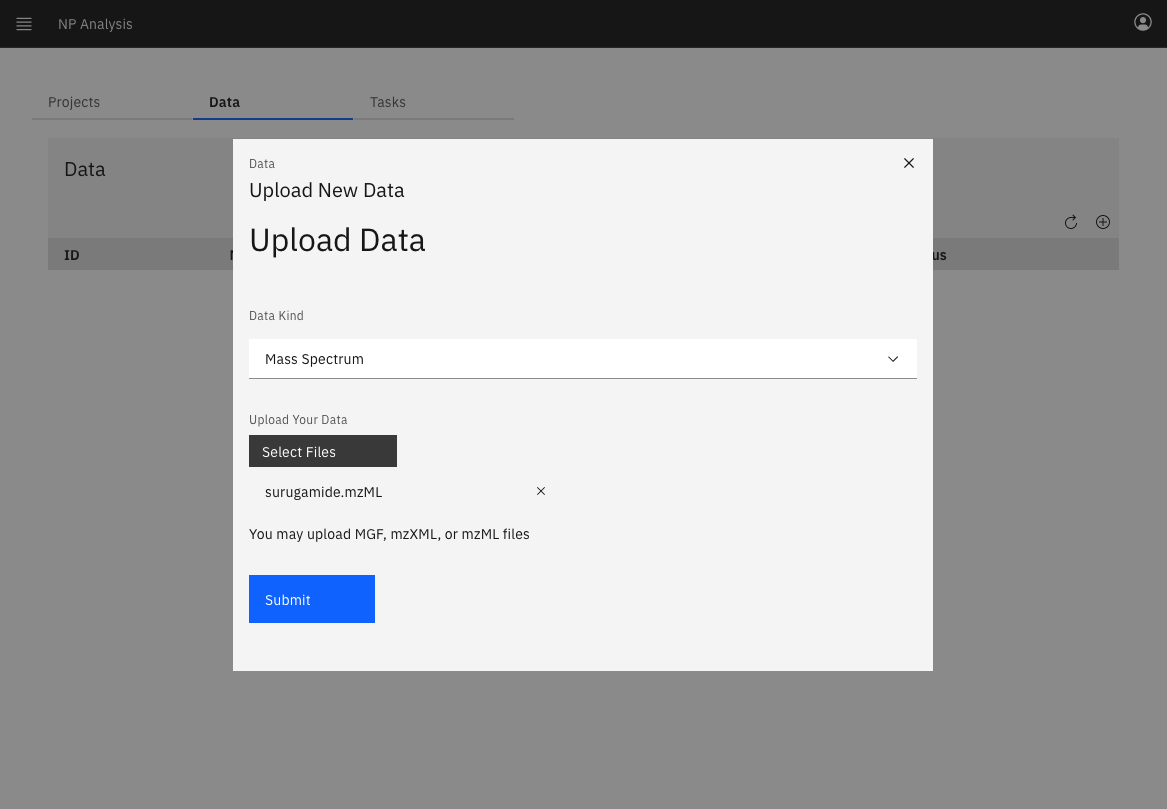 NP Analysis
Projects Data Tasks
Data
ID
Data
Upload New Data
Upload Data
Data Kind
Mass Spectrum
Upload Your Data
Select Files
surugamide.mzML
You may upload MGF, mzXML, or mzML files
Submit